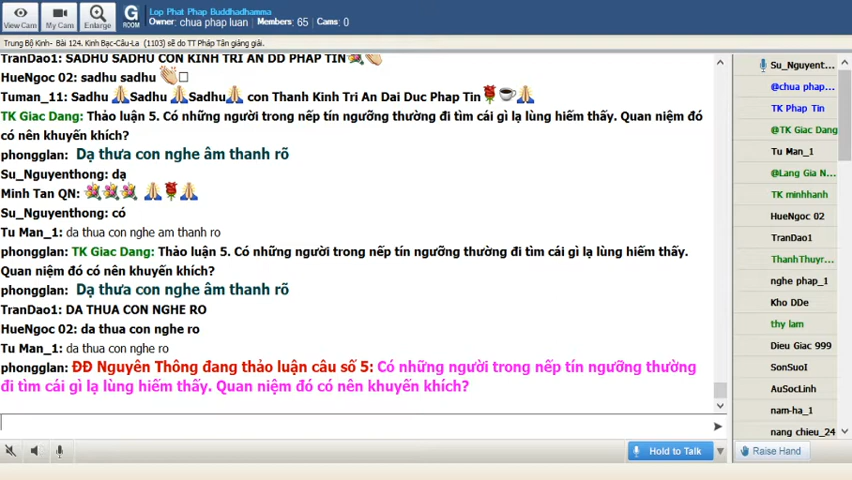 View Cam
My Cam
Enlarge
G
ROOM
Lop Phat Phap Buddhadhamma
Owner: chua phap luan Members: 65 Cams: 0
Trung Bộ Kinh- Bài 124. Kinh Bạc-Câu-La (1103) sẽ do TT Pháp Tân giảng giải.
TranDao1: SADHU SADHU CON KINH TRI AN DD PHAP TIN
HueNgoc 02: sadhu sadhu
Tuman_11: Sadhu Sadhu Sadhu con Thanh Kinh Tri An Dai Duc Phap Tin
TK Giac Dang: Thảo luận 5. Có những người trong nếp tín ngưỡng thường đi tìm cái gì lạ lùng hiếm thấy. Quan niệm đó
có nên khuyến khích?
phongglan: Dạ thưa con nghe âm thanh rõ
Su_Nguyenthong: dạ
Minh Tan QN:
Su_Nguyenthong: có
Tu Man_1: da thua con nghe am thanh ro
phongglan: TK Giac Dang: Thảo luận 5. Có những người trong nếp tín ngưỡng thường đi tìm cái gì lạ lùng hiếm thấy.
Quan niệm đó có nên khuyến khích?
phongglan: Dạ thưa con nghe âm thanh rõ
TranDao1: DA THUA CON NGHE RO
HueNgoc 02: da thua con nghe ro
Tu Man_1: da thua con nghe ro
phongglan: ĐĐ Nguyên Thông đang thảo luận câu số 5: Có những người trong nếp tín ngưỡng thường
đi tìm cái gì lạ lùng hiếm thấy. Quan niệm đó có nên khuyến khích?
Hold to Talk
Su_Nguyent...
@chua phap...
TK Phap Tin
@TK Giac Dang
Tu Man_1
@Lang Gia N...
TK minhhanh
HueNgoc 02
TranDao1
ThanhThuyr...
nghe phap_1
Kho DDe
thy lam
Dieu Giac 999
SonSuoI
AuSocLinh
nam-ha_1
nang chieu_24
Raise Hand